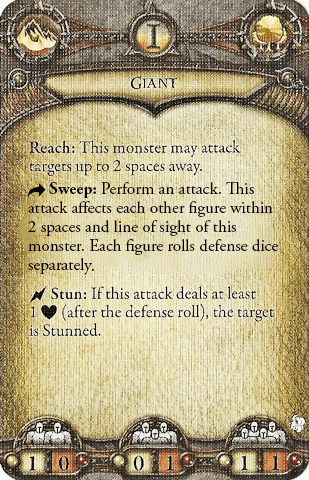 I
GIANT
Reach: This monster may attack
targets up to 2 spaces away.
Sweep: Perform an attack. This
attack affects each other figure within
2 spaces and line of sight of this
monster. Each figure rolls defense dice
separately.
Stun: If this attack deals at least
1 (after the defense roll), the target
is Stunned.
1 0 0 1 1 1